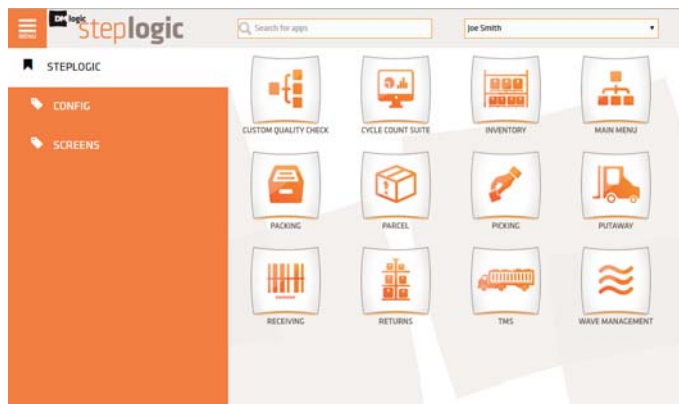 MENU
DMlogic
steplogic
Search for apps
Joe Smith
STEPLOGIC
CONFIG
SCREENS
CUSTOM QUALITY CHECK
CYCLE COUNT SUITE
INVENTORY
MAIN MENU
PACKING
PARCEL
PICKING
PUTAWAY
RECEIVING
RETURNS
TMS
WAVE MANAGEMENT